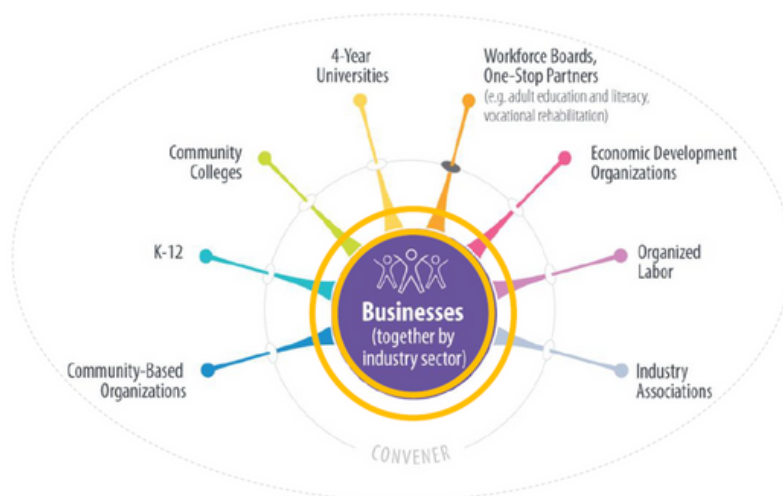 4-Year
Universities
Workforce Boards,
One-Stop Partners
(e.g. adult education and literacy,
vocational rehabilitation)
Community
Colleges
Economic Development
Organizations
K-12
Organized
Labor
Businesses
(together by
industry sector)
Community-Based
Organizations
Industry
Associations
CONVENER